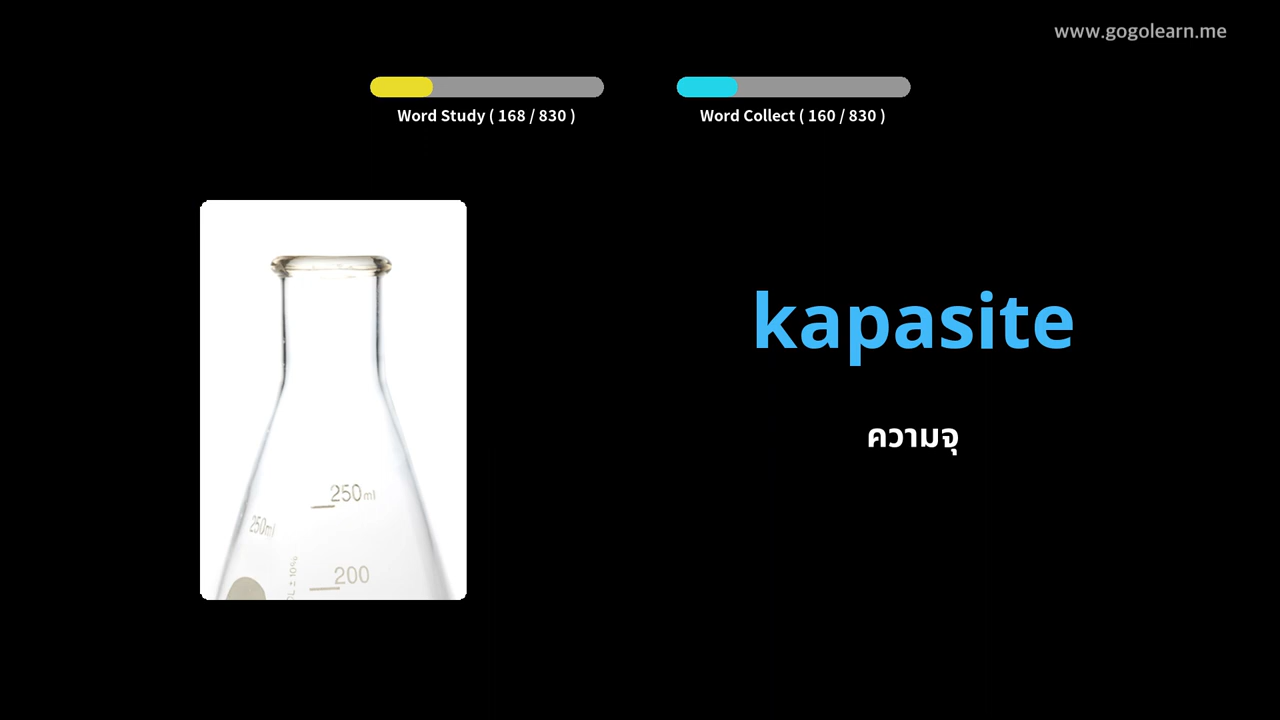 www.gogolearn.me
Word Study ( 168 / 830 )
Word Collect ( 160 / 830 )
kapasite
ความจุ
250ml
250ml
200